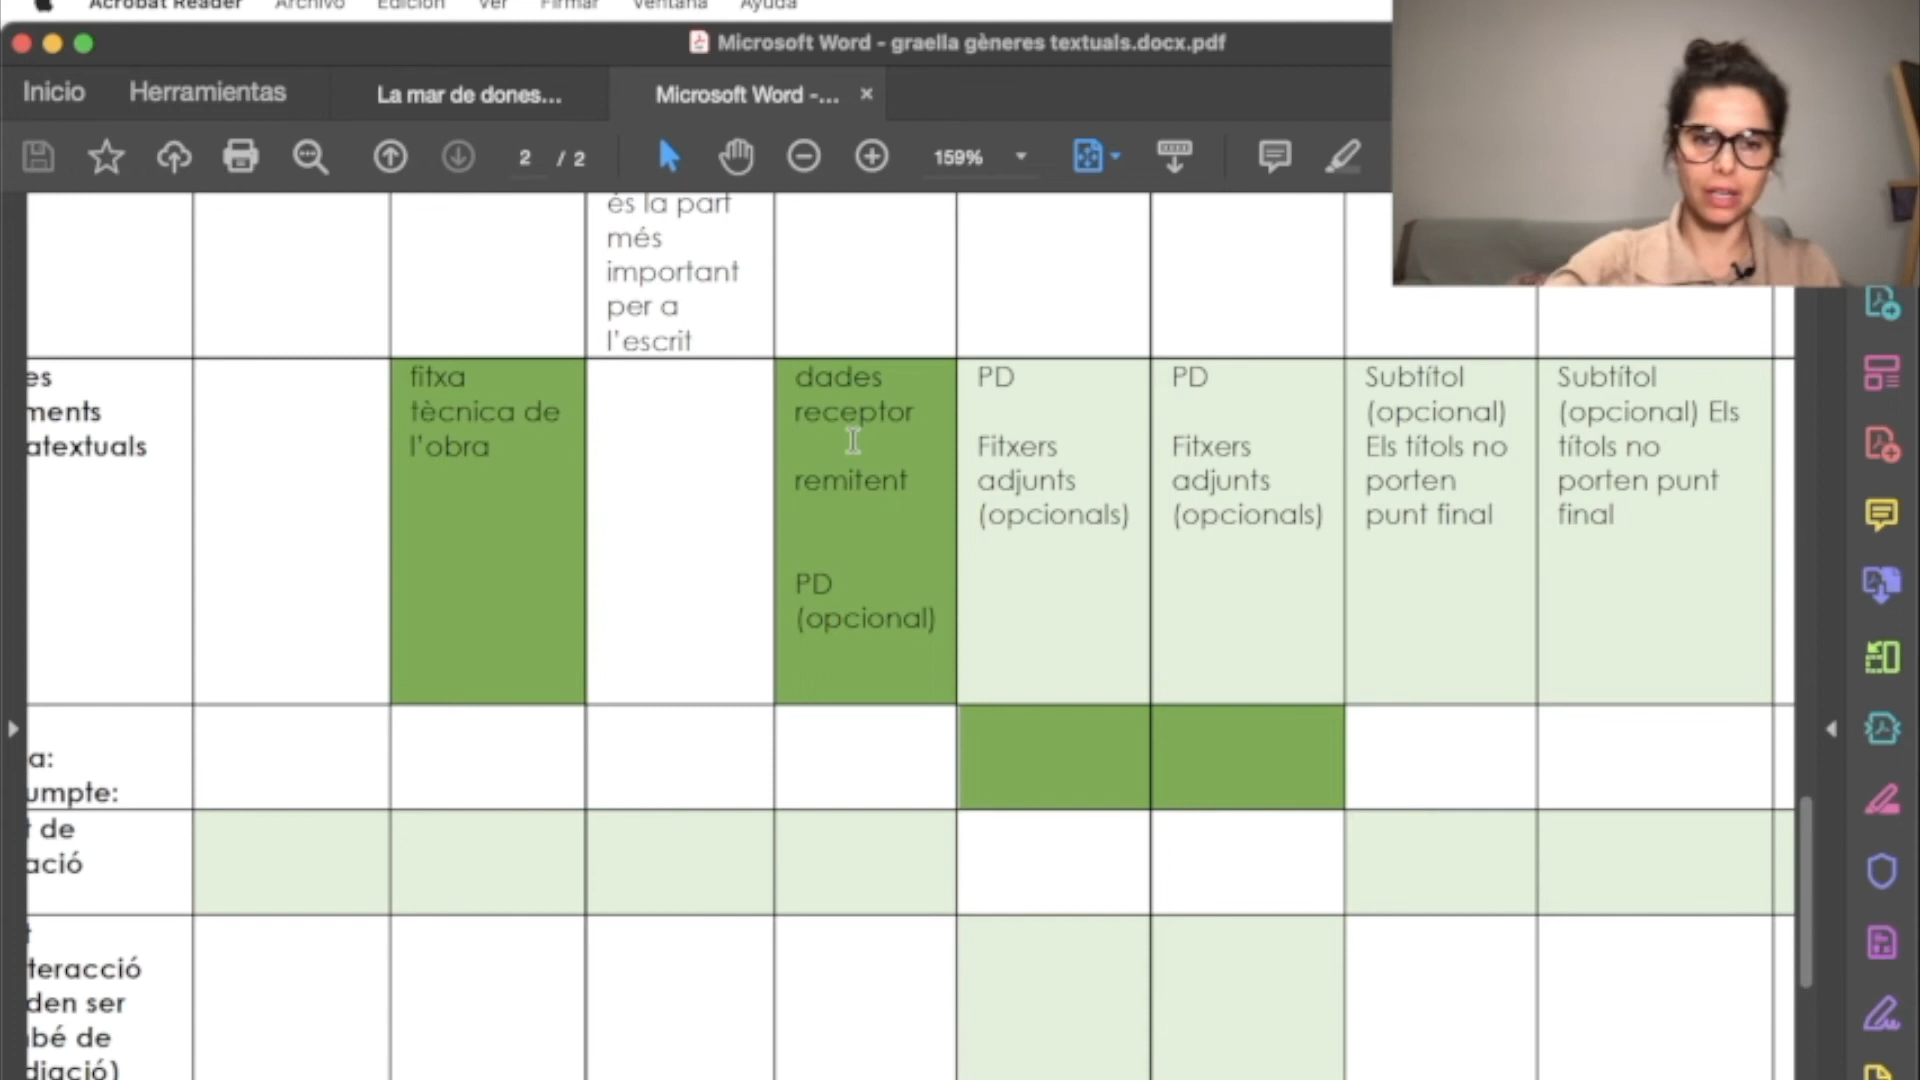 Acrobat Reader Archivo Edición Ver Firmar Ventana Ayuda
Microsoft Word - graella gèneres textuals.docx.pdf
Inicio Herramientas La mar de dones... Microsoft Word -... ×
2 / 2 159%
és la part
més
important
per a
l'escrit
es
ments
atextuals
fitxa
tècnica de
l'obra
dades
receptor
remitent
PD
(opcional)
PD
Fitxers
adjunts
(opcionals)
PD
Fitxers
adjunts
(opcionals)
Subtítol
(opcional)
Els títols no
porten
punt final
Subtítol
(opcional) Els
títols no
porten punt
final
a:
umpte:
t de
ació
teracció
den ser
bé de
diació)